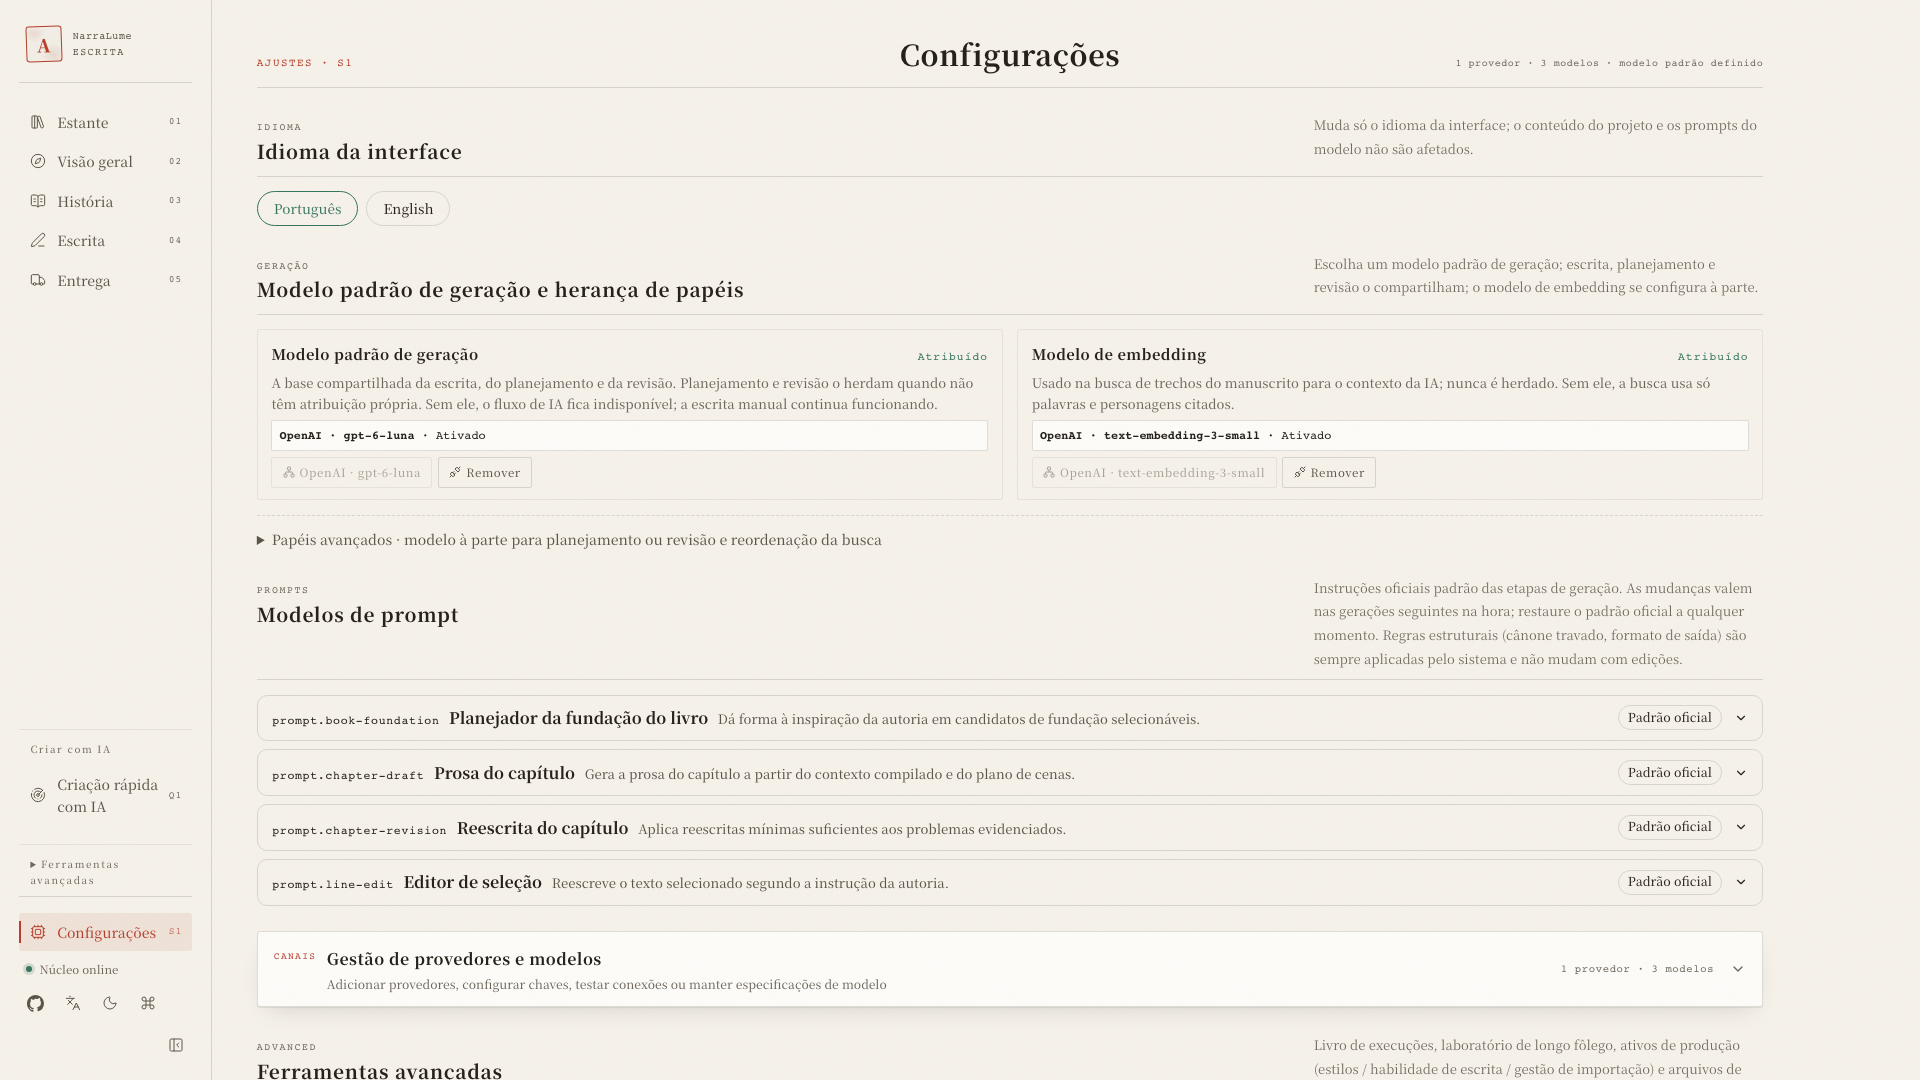 A
NarraLume
ESCRITA
Estante 01
Visão geral 02
História 03
Escrita 04
Entrega 05
Criar com IA
Criação rápida
com IA
Q1
▶ Ferramentas
avançadas
Configurações S1
Núcleo online
AJUSTES · S1
Configurações
1 provedor · 3 modelos · modelo padrão definido
IDIOMA
Idioma da interface
Muda só o idioma da interface; o conteúdo do projeto e os prompts do
modelo não são afetados.
Português
English
GERAÇÃO
Modelo padrão de geração e herança de papéis
Escolha um modelo padrão de geração; escrita, planejamento e
revisão o compartilham; o modelo de embedding se configura à parte.
Modelo padrão de geração
Atribuído
A base compartilhada da escrita, do planejamento e da revisão. Planejamento e revisão o herdam quando não
têm atribuição própria. Sem ele, o fluxo de IA fica indisponível; a escrita manual continua funcionando.
OpenAI · gpt-6-luna · Ativado
OpenAI · gpt-6-luna
Remover
Modelo de embedding
Atribuído
Usado na busca de trechos do manuscrito para o contexto da IA; nunca é herdado. Sem ele, a busca usa só
palavras e personagens citados.
OpenAI · text-embedding-3-small · Ativado
OpenAI · text-embedding-3-small
Remover
▶ Papéis avançados · modelo à parte para planejamento ou revisão e reordenação da busca
PROMPTS
Modelos de prompt
Instruções oficiais padrão das etapas de geração. As mudanças valem
nas gerações seguintes na hora; restaure o padrão oficial a qualquer
momento. Regras estruturais (cânone travado, formato de saída) são
sempre aplicadas pelo sistema e não mudam com edições.
prompt.book-foundation Planejador da fundação do livro Dá forma à inspiração da autoria em candidatos de fundação selecionáveis. Padrão oficial
prompt.chapter-draft Prosa do capítulo Gera a prosa do capítulo a partir do contexto compilado e do plano de cenas. Padrão oficial
prompt.chapter-revision Reescrita do capítulo Aplica reescritas mínimas suficientes aos problemas evidenciados. Padrão oficial
prompt.line-edit Editor de seleção Reescreve o texto selecionado segundo a instrução da autoria. Padrão oficial
CANAIS
Gestão de provedores e modelos
Adicionar provedores, configurar chaves, testar conexões ou manter especificações de modelo
1 provedor · 3 modelos
ADVANCED
Ferramentas avançadas
Livro de execuções, laboratório de longo fôlego, ativos de produção
(estilos / habilidade de escrita / gestão de importação) e arquivos de